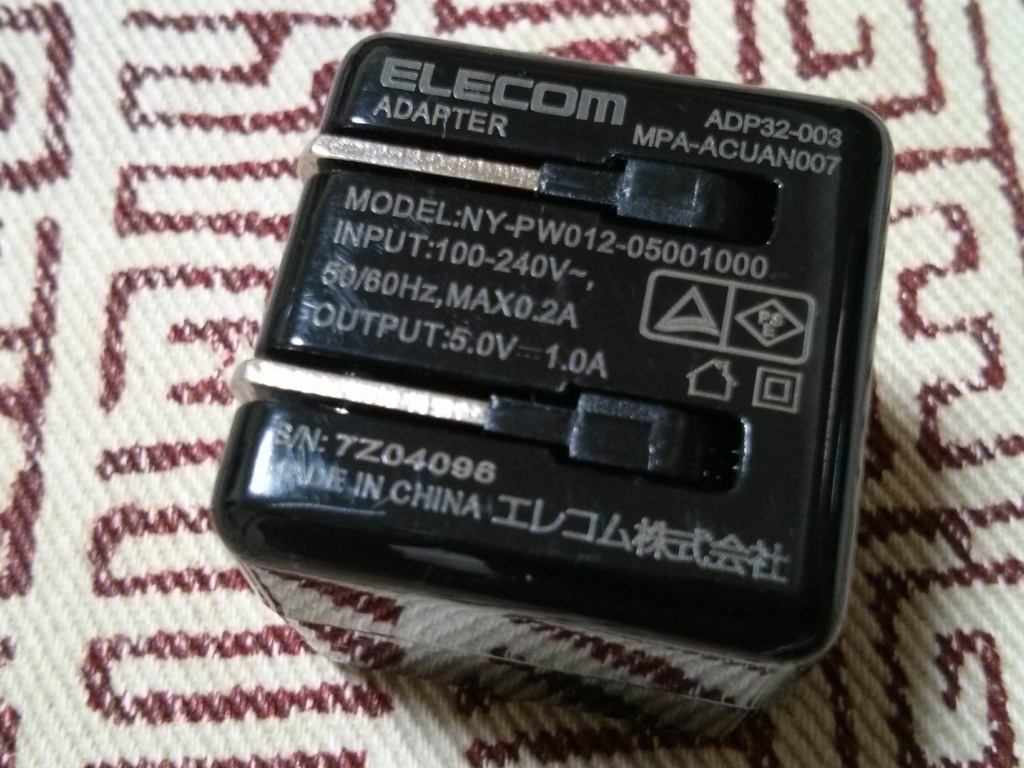 ELECOM
ADAPTER
ADP32-003
MPA-ACUAN007
MODEL:NY-PW012-05001000
INPUT:100-240V~,
50/60Hz,MAX0.2A
OUTPUT:5.0V⎓1.0A
PS
E
S/N: 7Z04096
MADE IN CHINA エレコム株式会社